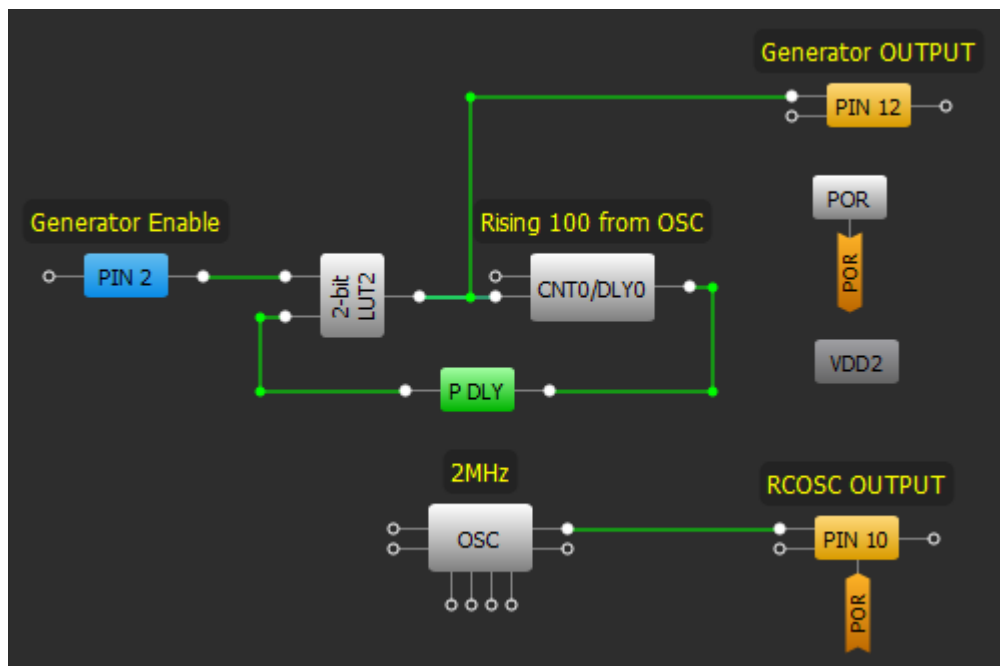 Generator OUTPUT
PIN 12
POR
POR
Generator Enable
Rising 100 from OSC
PIN 2
2-bit
LUT2
CNT0/DLY0
VDD2
P DLY
2MHz
RCOSC OUTPUT
OSC
PIN 10
POR